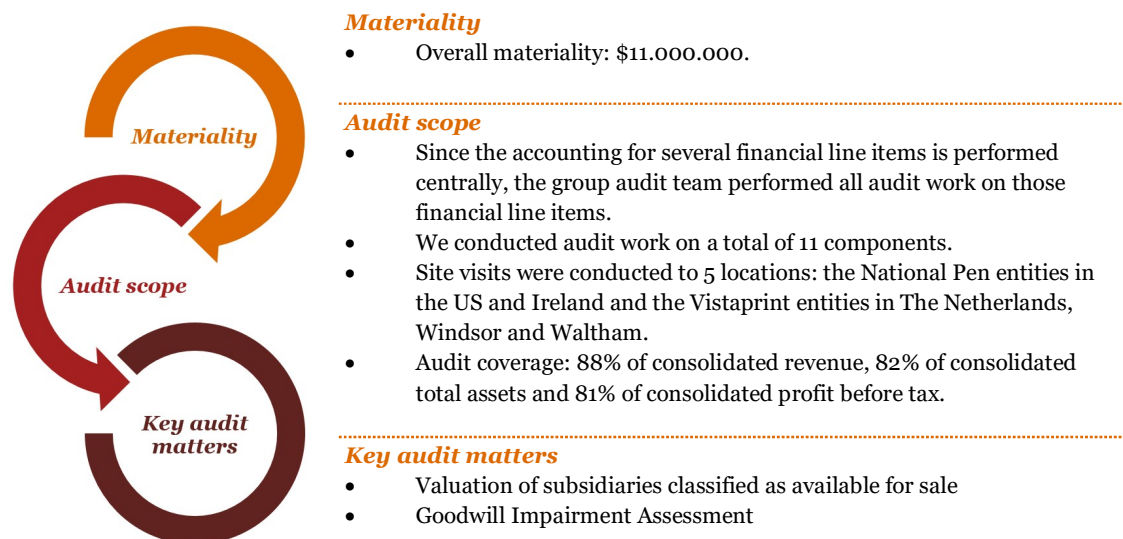 Materiality
• Overall materiality: $11.000.000.
Materiality
Audit scope
• Since the accounting for several financial line items is performed
centrally, the group audit team performed all audit work on those
financial line items.
• We conducted audit work on a total of 11 components.
• Site visits were conducted to 5 locations: the National Pen entities in
the US and Ireland and the Vistaprint entities in The Netherlands,
Windsor and Waltham.
• Audit coverage: 88% of consolidated revenue, 82% of consolidated
total assets and 81% of consolidated profit before tax.
Audit scope
Key audit
matters
Key audit matters
• Valuation of subsidiaries classified as available for sale
• Goodwill Impairment Assessment